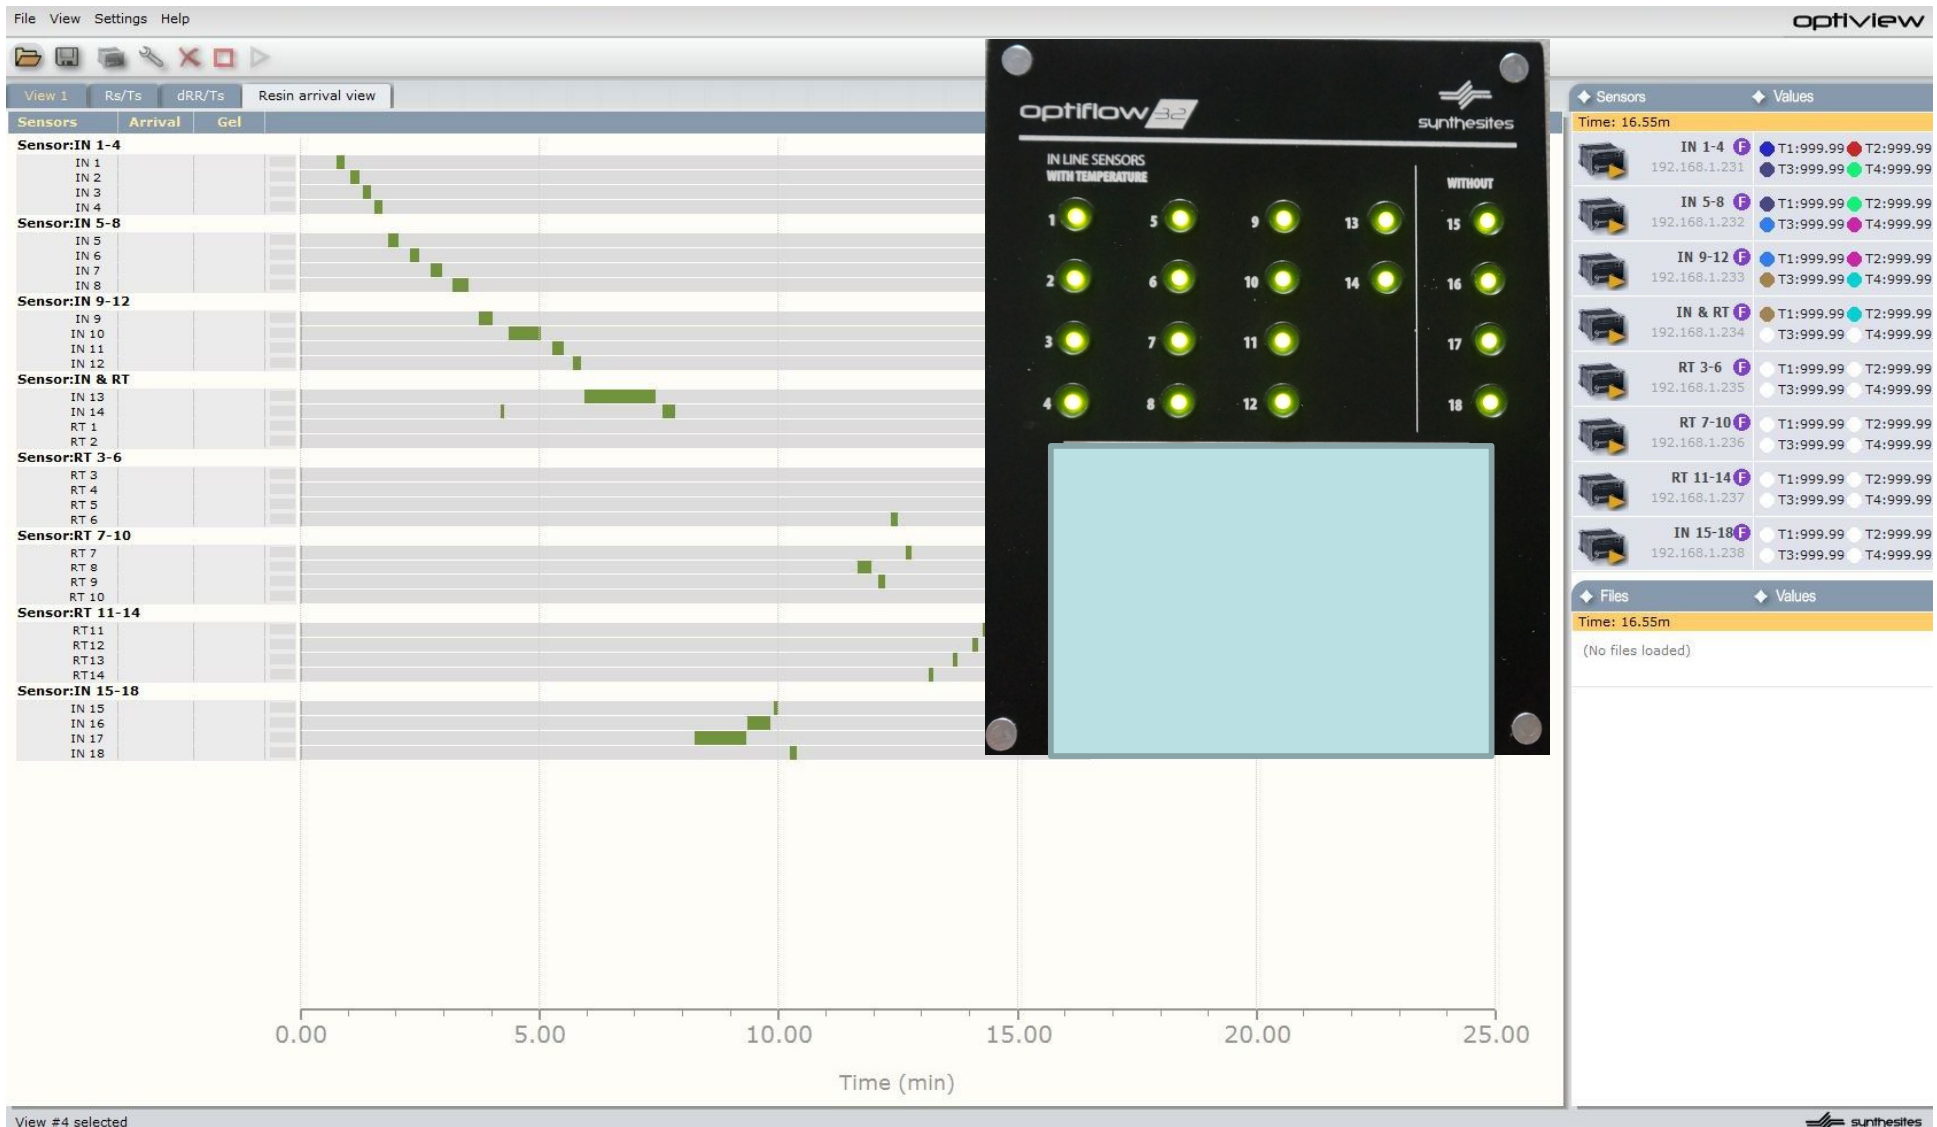 File View Settings Help
optiview
View 1 Rs/Ts dRR/Ts Resin arrival view
Sensors Arrival Gel
Sensor:IN 1-4
IN 1
IN 2
IN 3
IN 4
Sensor:IN 5-8
IN 5
IN 6
IN 7
IN 8
Sensor:IN 9-12
IN 9
IN 10
IN 11
IN 12
Sensor:IN & RT
IN 13
IN 14
RT 1
RT 2
Sensor:RT 3-6
RT 3
RT 4
RT 5
RT 6
Sensor:RT 7-10
RT 7
RT 8
RT 9
RT 10
Sensor:RT 11-14
RT11
RT12
RT13
RT14
Sensor:IN 15-18
IN 15
IN 16
IN 17
IN 18
0.00 5.00 10.00 15.00 20.00 25.00
Time (min)
optiflow 32
synthesites
IN LINE SENSORS
WITH TEMPERATURE
WITHOUT
1 5 9 13 15
2 6 10 14 16
3 7 11 17
4 8 12 18
Sensors Values
Time: 16.55m
IN 1-4 F T1:999.99 T2:999.99
192.168.1.231 T3:999.99 T4:999.99
IN 5-8 F T1:999.99 T2:999.99
192.168.1.232 T3:999.99 T4:999.99
IN 9-12 F T1:999.99 T2:999.99
192.168.1.233 T3:999.99 T4:999.99
IN & RT F T1:999.99 T2:999.99
192.168.1.234 T3:999.99 T4:999.99
RT 3-6 F T1:999.99 T2:999.99
192.168.1.235 T3:999.99 T4:999.99
RT 7-10 F T1:999.99 T2:999.99
192.168.1.236 T3:999.99 T4:999.99
RT 11-14 F T1:999.99 T2:999.99
192.168.1.237 T3:999.99 T4:999.99
IN 15-18 F T1:999.99 T2:999.99
192.168.1.238 T3:999.99 T4:999.99
Files Values
Time: 16.55m
(No files loaded)
View #4 selected
synthesites